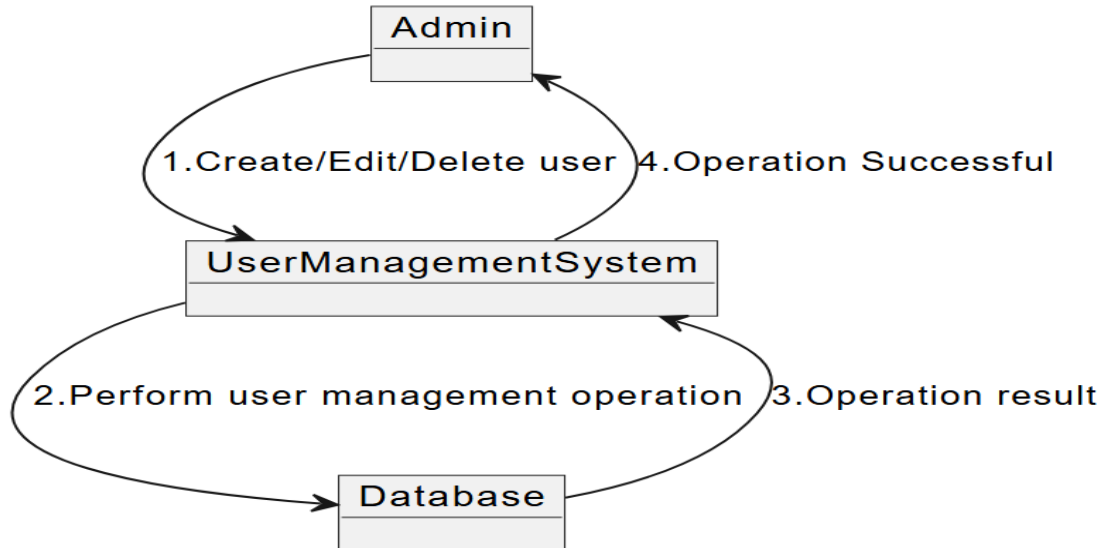 Admin
1.Create/Edit/Delete user
4.Operation Successful
UserManagementSystem
2.Perform user management operation
3.Operation result
Database